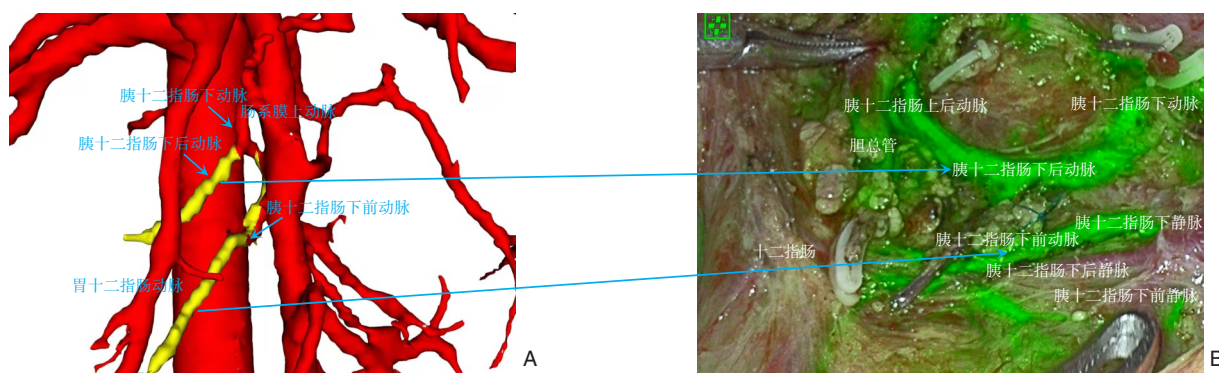 胰十二指肠下动脉
肠系膜上动脉
胰十二指肠下后动脉
胰十二指肠下前动脉
胃十二指肠动脉
A
胰十二指肠上后动脉
胰十二指肠下动脉
胆总管
胰十二指肠下后动脉
胰十二指肠下静脉
胰十二指肠下前动脉
十二指肠
胰十二指肠下后静脉
胰十二指肠下前静脉
B